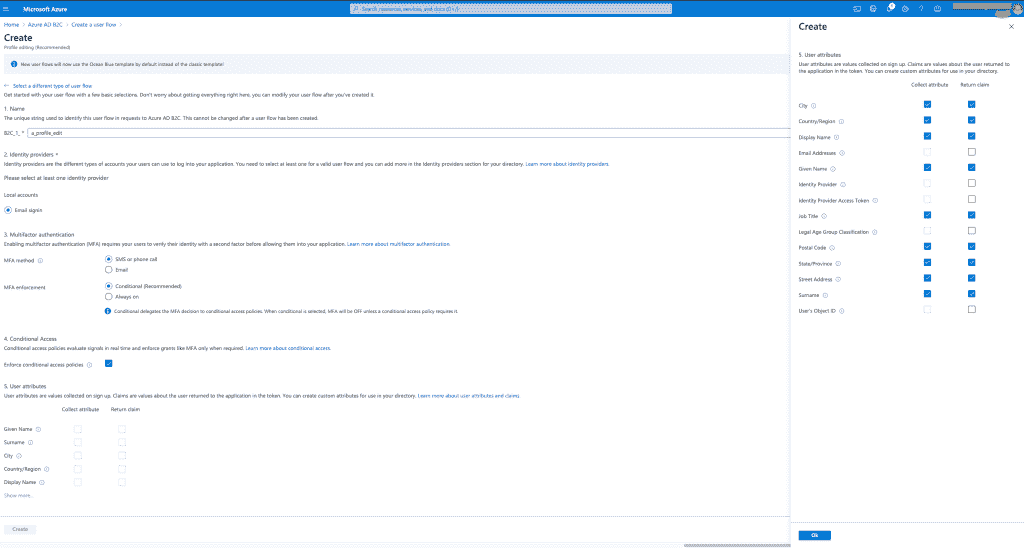 Microsoft Azure
Search resources, services, and docs (G+/)
Home > Azure AD B2C > Create a user flow >
Create
Profile editing (Recommended)
New user flows will now use the Ocean Blue template by default instead of the classic template!
Select a different type of user flow
Get started with your user flow with a few basic selections. Don't worry about getting everything right here, you can modify your user flow after you've created it.
1. Name
The unique string used to identify this user flow in requests to Azure AD B2C. This cannot be changed after a user flow has been created.
B2C_1_ * a_profile_edit
2. Identity providers *
Identity providers are the different types of accounts your users can use to log into your application. You need to select at least one for a valid user flow and you can add more in the identity providers section for your directory. Learn more about identity providers.
Please select at least one identity provider
Local accounts
Email signin
3. Multifactor authentication
Enabling multifactor authentication (MFA) requires your users to verify their identity with a second factor before allowing them into your application. Learn more about multifactor authentication.
MFA method
SMS or phone call
Email
MFA enforcement
Conditional (Recommended)
Always on
Conditional delegates the MFA decision to conditional access policies. When conditional is selected, MFA will be OFF unless a conditional access policy requires it.
4. Conditional Access
Conditional access policies evaluate signals in real time and enforce grants like MFA only when required. Learn more about conditional access.
Enforce conditional access policies
5. User attributes
User attributes are values collected on sign up. Claims are values about the user returned to the application in the token. You can create custom attributes for use in your directory. Learn more about user attributes and claims.
Collect attribute Return claim
Given Name
Surname
City
Country/Region
Display Name
Show more...
Create
Create
5. User attributes
User attributes are values collected on sign up. Claims are values about the user returned to
the application in the token. You can create custom attributes for use in your directory.
Collect attribute Return claim
City
Country/Region
Display Name
Email Addresses
Given Name
Identity Provider
Identity Provider Access Token
Job Title
Legal Age Group Classification
Postal Code
State/Province
Street Address
Surname
User's Object ID
Ok